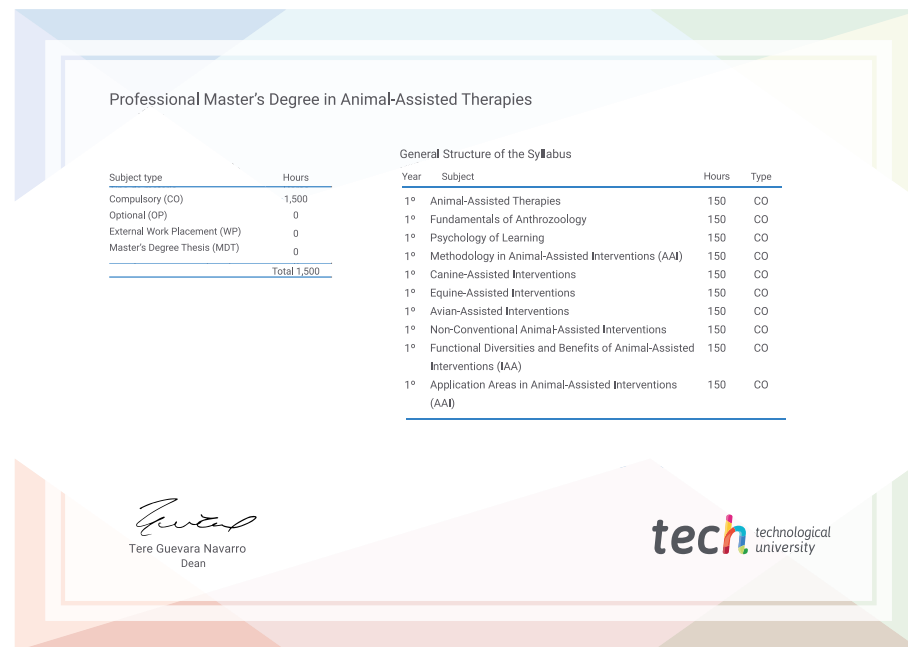 Professional Master's Degree in Animal-Assisted Therapies
Subject type Hours
Compulsory (CO) 1,500
Optional (OP) 0
External Work Placement (WP) 0
Master's Degree Thesis (MDT) 0
Total 1,500
General Structure of the Syllabus
Year Subject Hours Type
1º Animal-Assisted Therapies 150 CO
1º Fundamentals of Anthrozoology 150 CO
1º Psychology of Learning 150 CO
1º Methodology in Animal-Assisted Interventions (AAI) 150 CO
1º Canine-Assisted Interventions 150 CO
1º Equine-Assisted Interventions 150 CO
1º Avian-Assisted Interventions 150 CO
1º Non-Conventional Animal-Assisted Interventions 150 CO
1º Functional Diversities and Benefits of Animal-Assisted 150 CO
Interventions (IAA)
1º Application Areas in Animal-Assisted Interventions 150 CO
(AAI)
Tere Guevara Navarro
Dean
tech technological
university